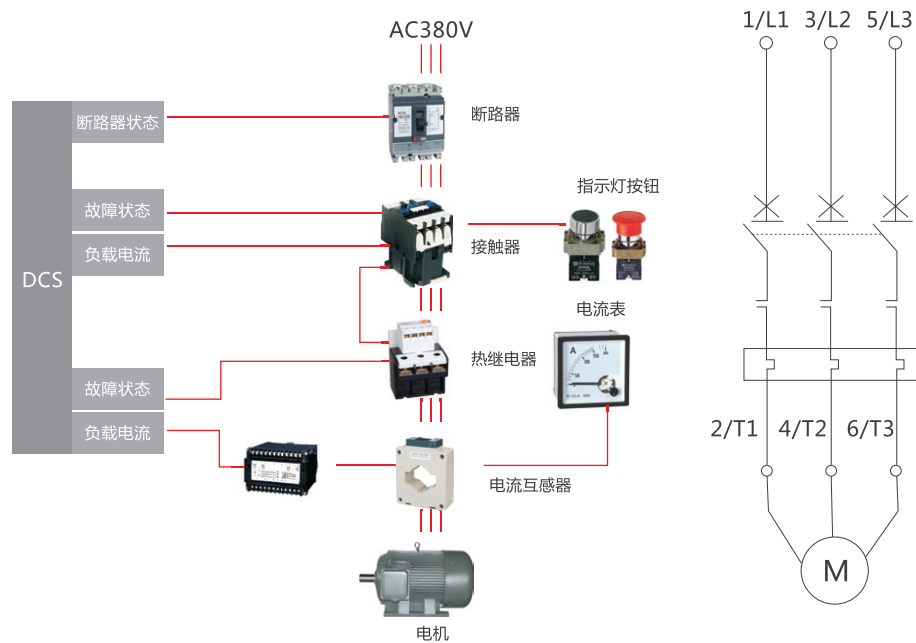 AC380V
1/L1
3/L2
5/L3
断路器状态
断路器
故障状态
指示灯按钮
接触器
负载电流
DCS
电流表
A
热继电器
故障状态
2/T1
4/T2
6/T3
负载电流
电流互感器
M
电机